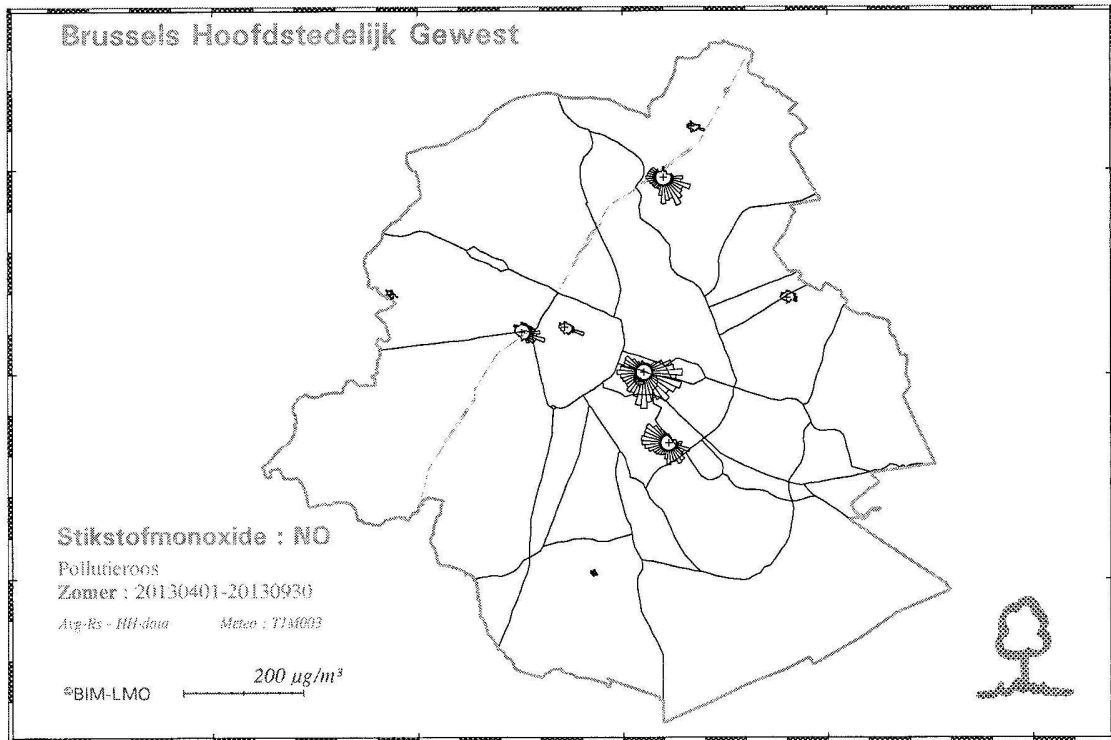 Brussels Hoofdstedelijk Gewest
Stikstofmonoxide : NO
Pollutieroos
Zomer : 20130401-20130930
Avg-Rs - HH-data Meteo : T1M003
200 µg/m³
©BIM-LMO